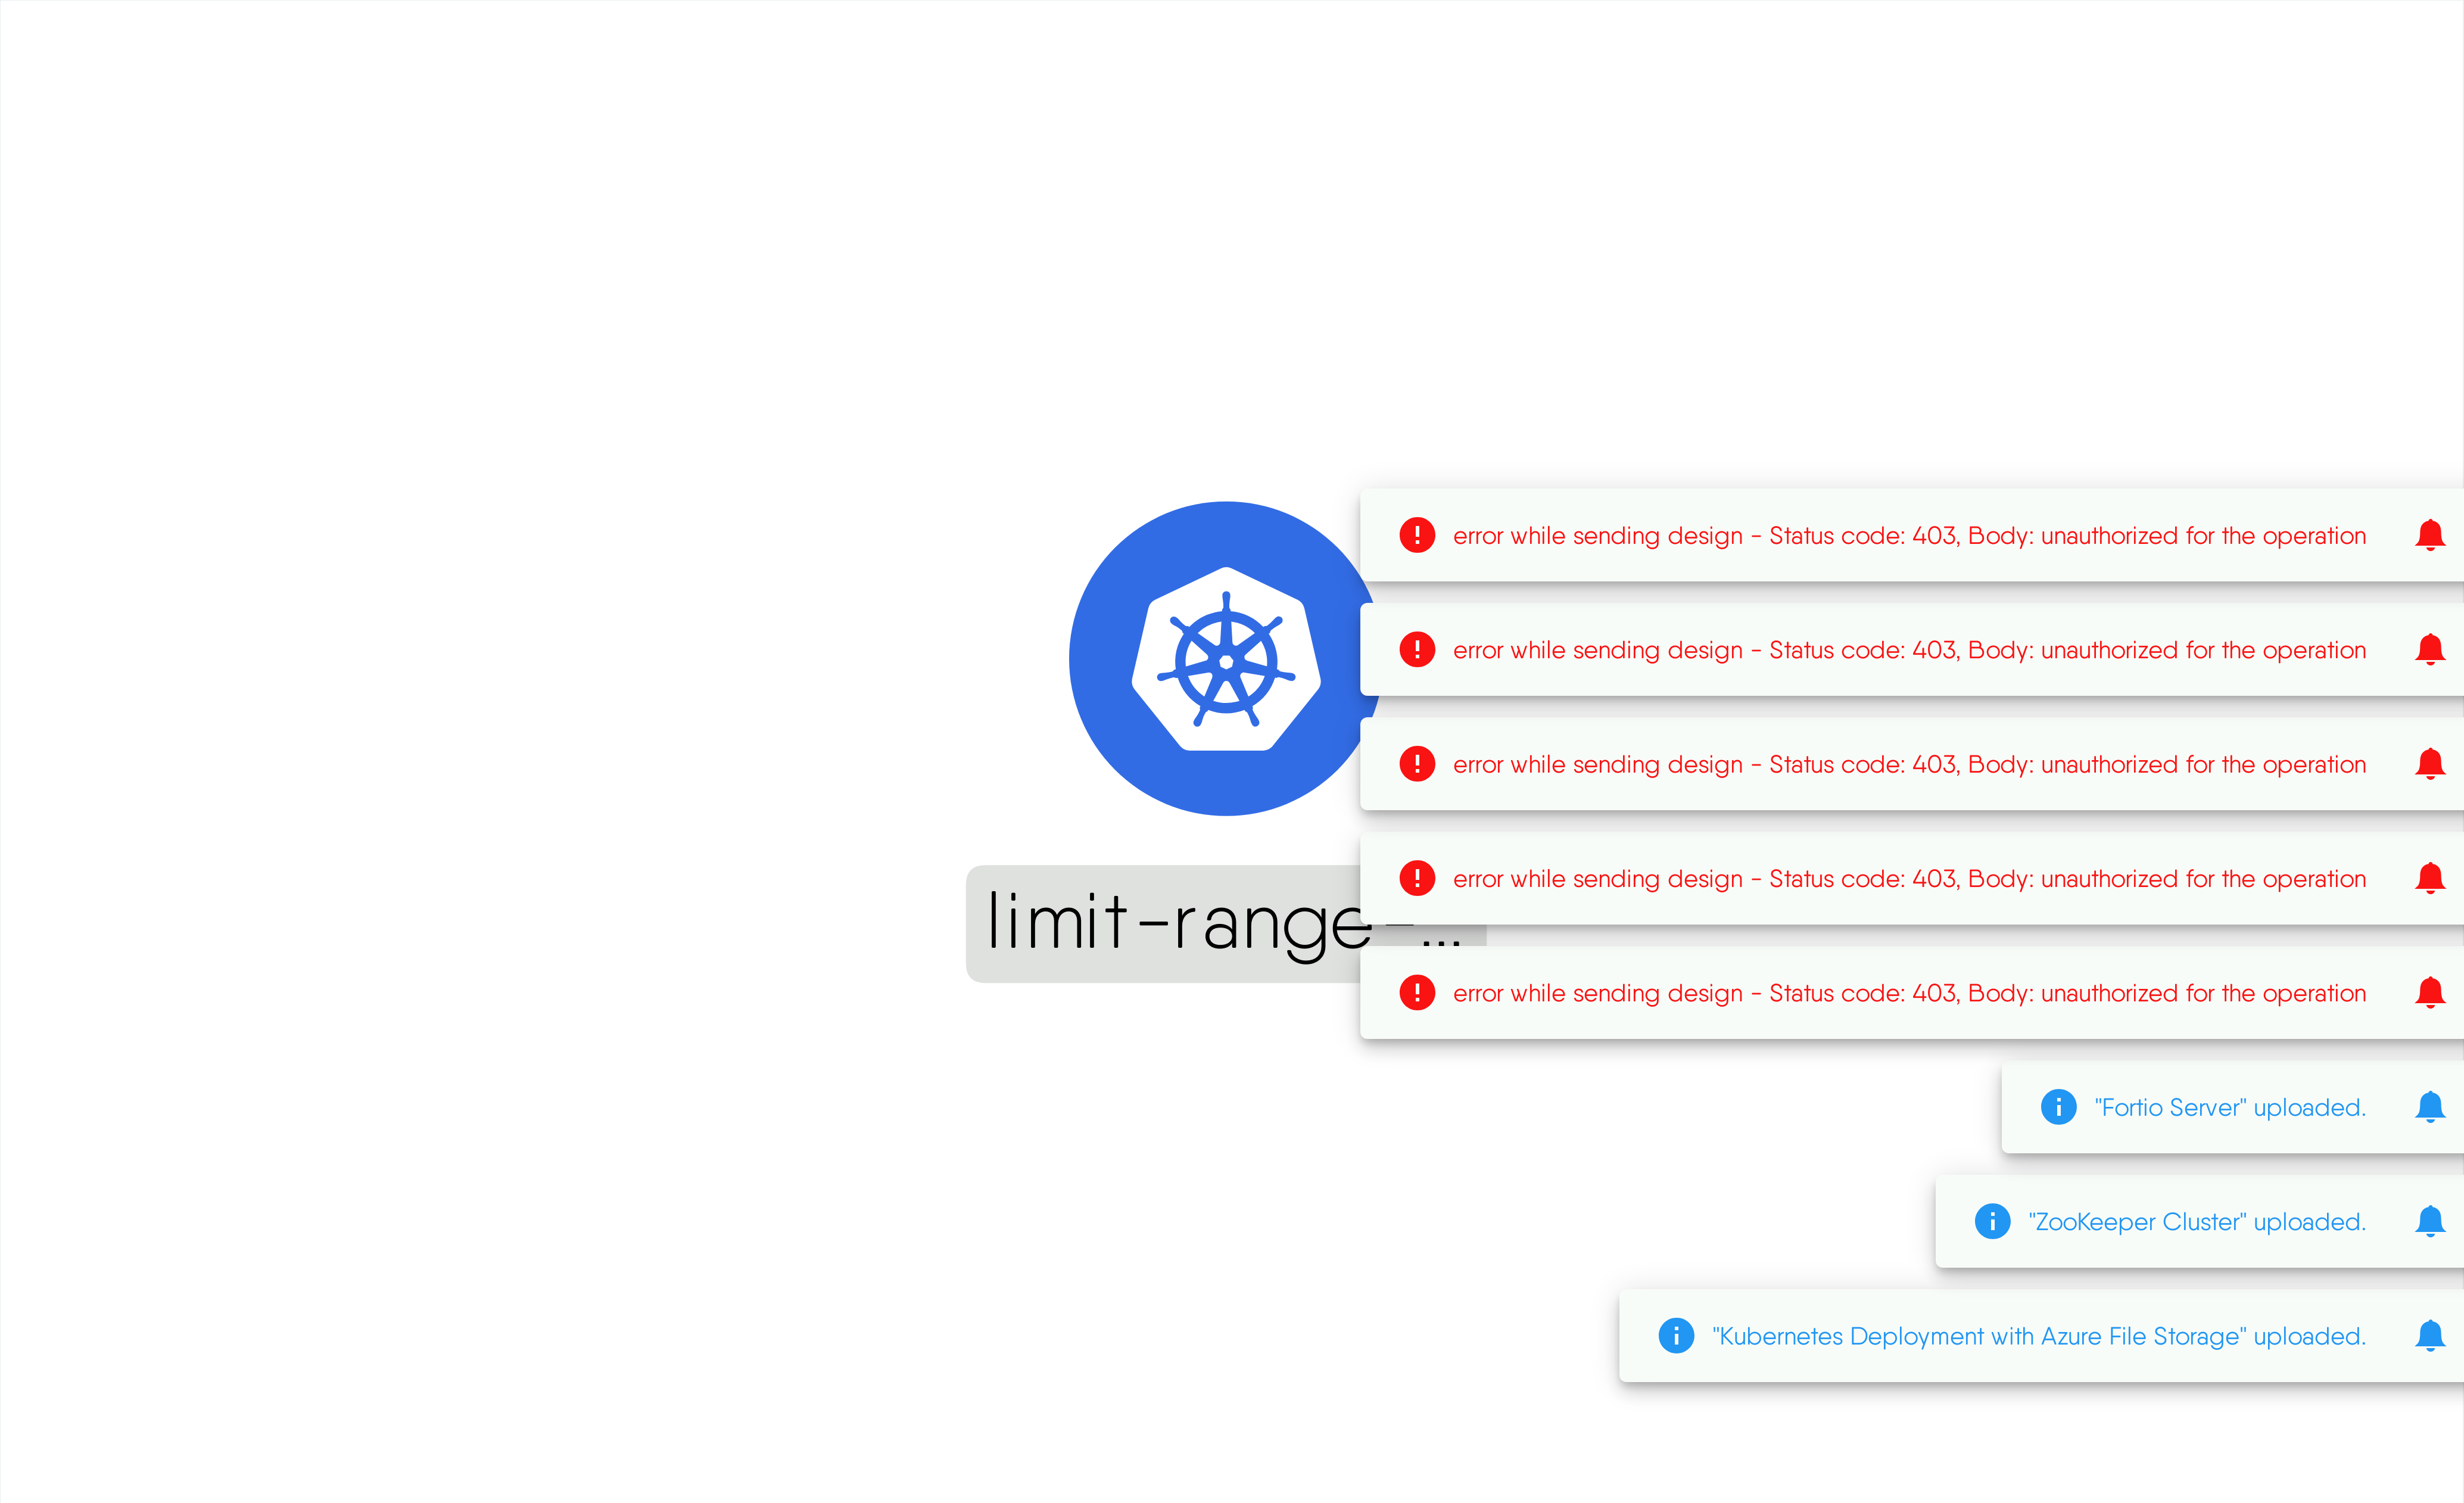 error while sending design - Status code: 403, Body: unauthorized for the operation
error while sending design - Status code: 403, Body: unauthorized for the operation
error while sending design - Status code: 403, Body: unauthorized for the operation
error while sending design - Status code: 403, Body: unauthorized for the operation
limit-range-...
error while sending design - Status code: 403, Body: unauthorized for the operation
"Fortio Server" uploaded.
"ZooKeeper Cluster" uploaded.
"Kubernetes Deployment with Azure File Storage" uploaded.